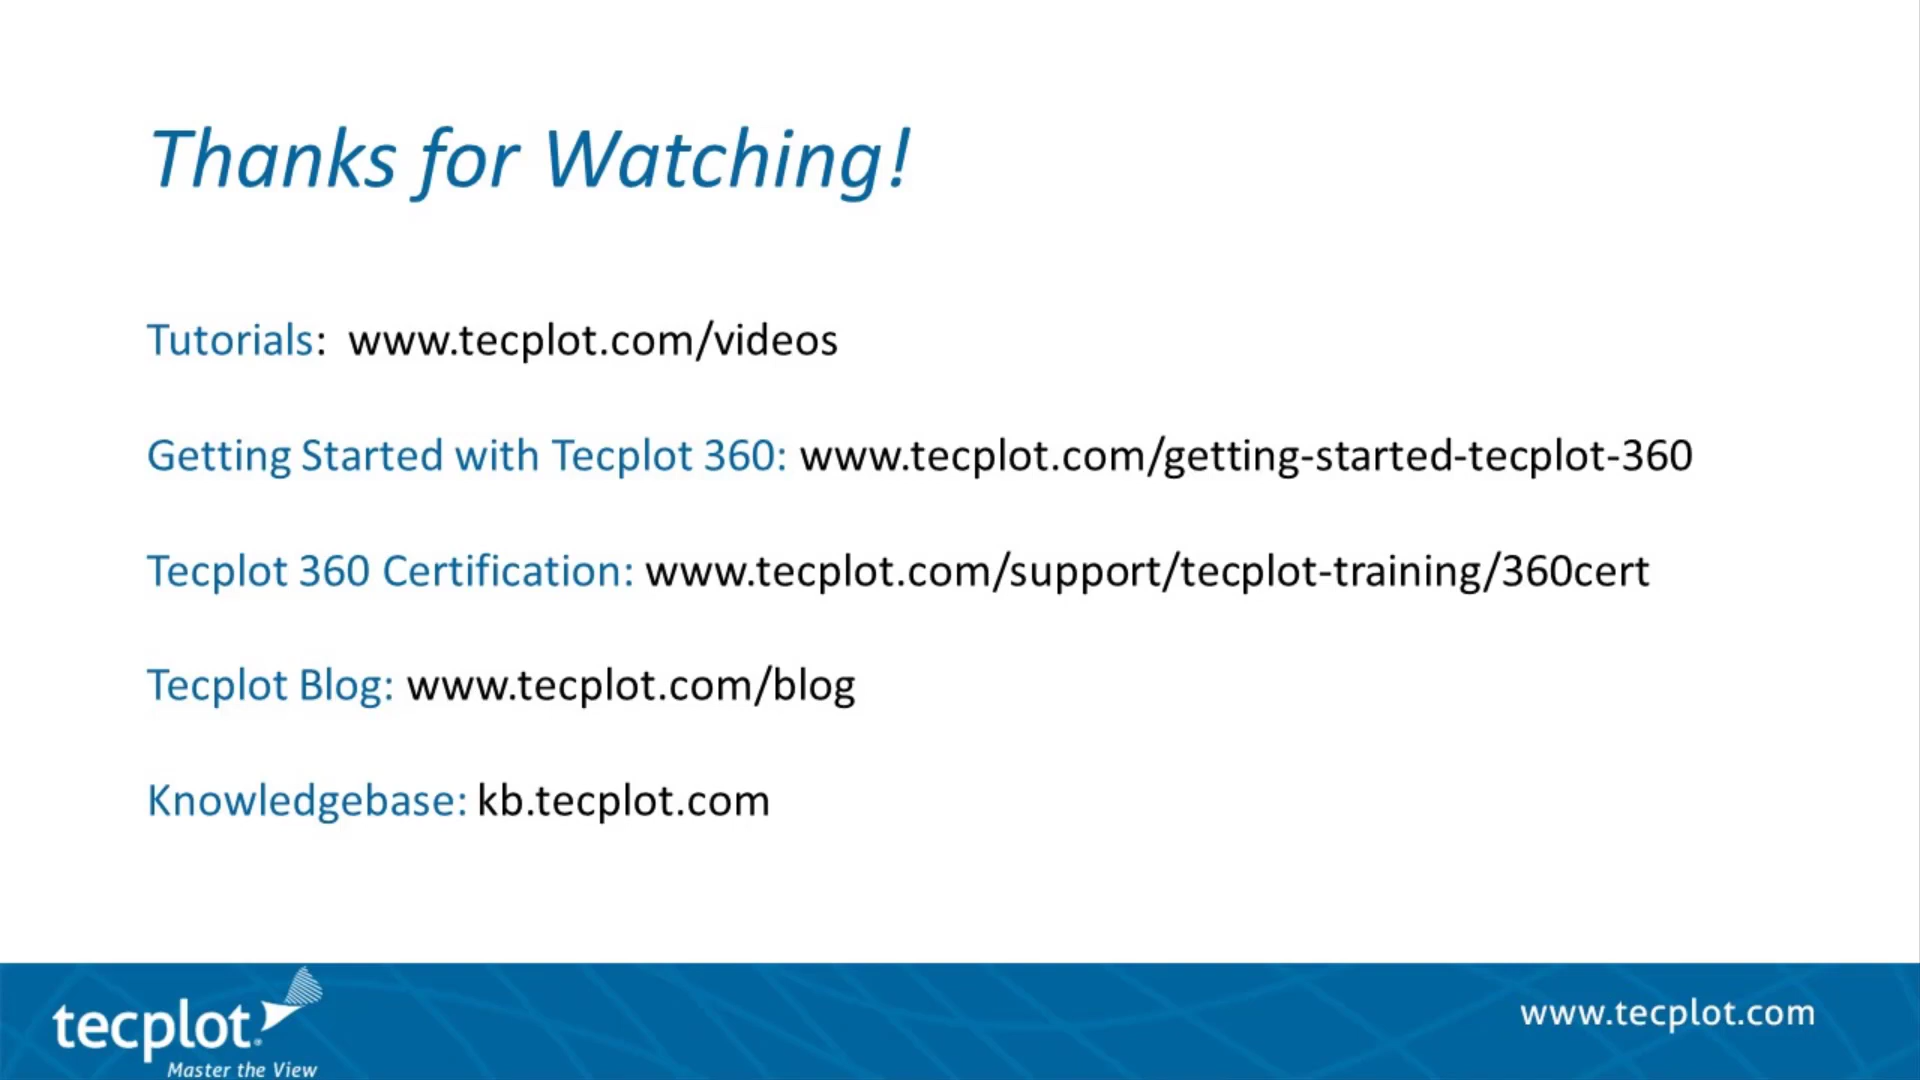 Thanks for Watching!
Tutorials:  www.tecplot.com/videos
Getting Started with Tecplot 360: www.tecplot.com/getting-started-tecplot-360
Tecplot 360 Certification: www.tecplot.com/support/tecplot-training/360cert
Tecplot Blog: www.tecplot.com/blog
Knowledgebase: kb.tecplot.com
tecplot.
Master the View
www.tecplot.com